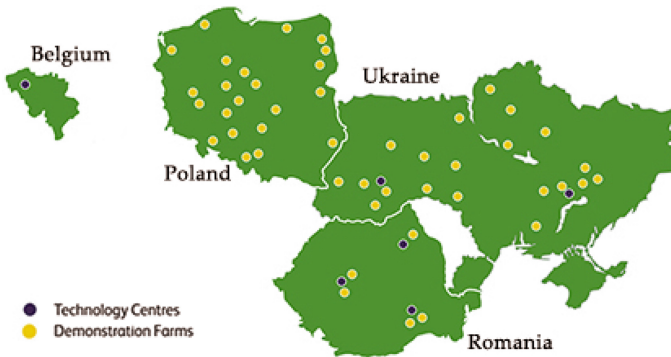 Belgium
Ukraine
Poland
Romania
Technology Centres
Demonstration Farms